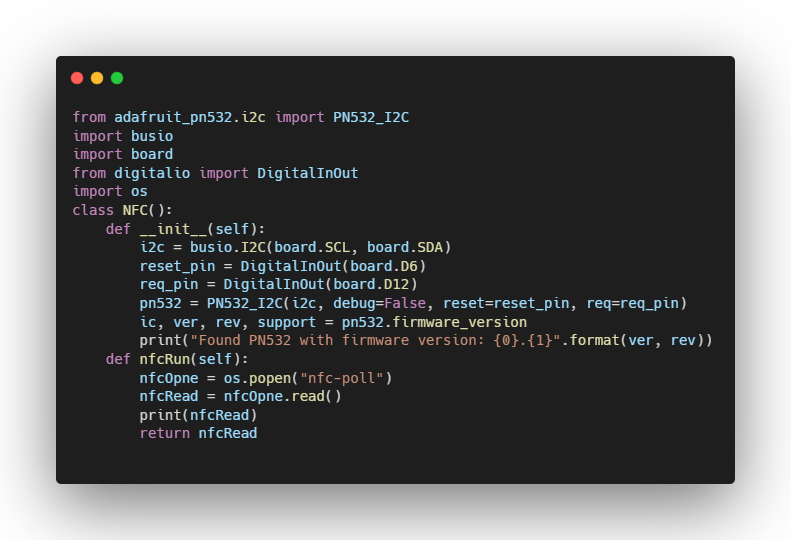 from adafruit_pn532.i2c import PN532_I2C
import busio
import board
from digitalio import DigitalInOut
import os
class NFC():
    def __init__(self):
        i2c = busio.I2C(board.SCL, board.SDA)
        reset_pin = DigitalInOut(board.D6)
        req_pin = DigitalInOut(board.D12)
        pn532 = PN532_I2C(i2c, debug=False, reset=reset_pin, req=req_pin)
        ic, ver, rev, support = pn532.firmware_version
        print("Found PN532 with firmware version: {0}.{1}".format(ver, rev))
    def nfcRun(self):
        nfcOpne = os.popen("nfc-poll")
        nfcRead = nfcOpne.read()
        print(nfcRead)
        return nfcRead